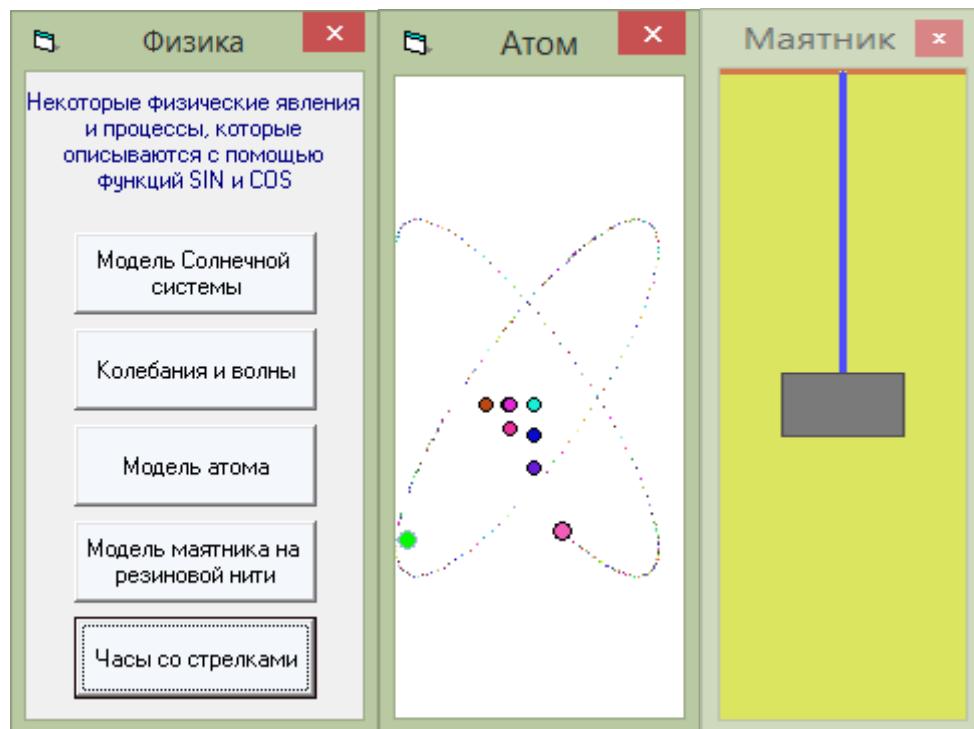 Физика
Некоторые физические явления
и процессы, которые
описываются с помощью
функций SIN и COS
Модель Солнечной
системы
Колебания и волны
Модель атома
Модель маятника на
резиновой нити
Часы со стрелками
Атом
Маятник